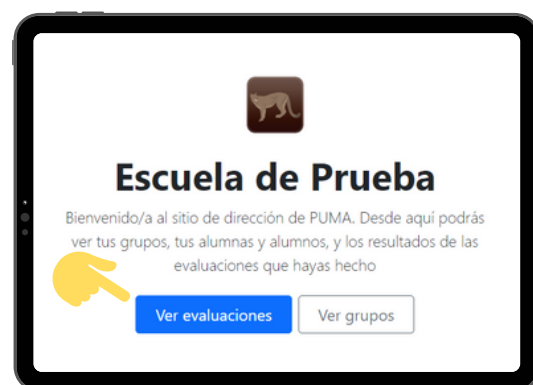 Escuela de Prueba
Bienvenido/a al sitio de dirección de PUMA. Desde aquí podrás
ver tus grupos, tus alumnas y alumnos, y los resultados de las
evaluaciones que hayas hecho
Ver evaluaciones
Ver grupos